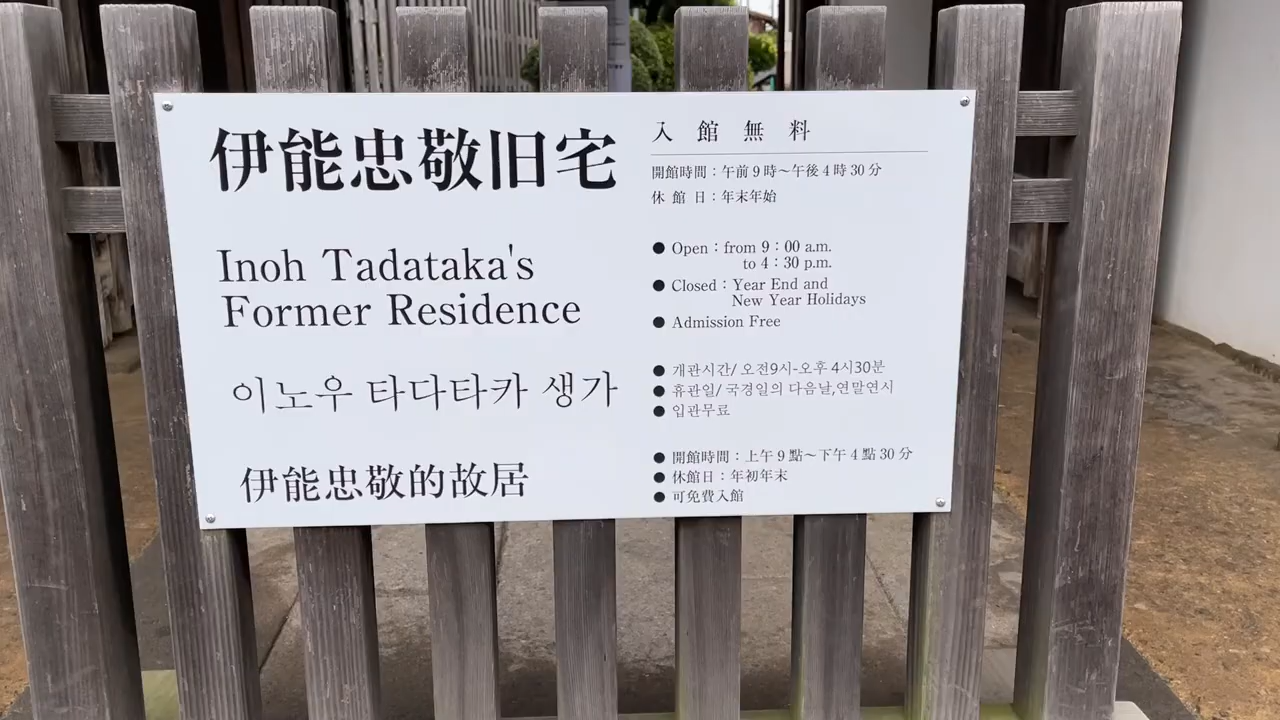 伊能忠敬旧宅
Inoh Tadataka's
Former Residence
이노우 타다타카 생가
伊能忠敬的故居
入館無料
開館時間：午前9時～午後4時30分
休館日：年末年始
● Open：from 9：00 a.m.
to 4：30 p.m.
● Closed：Year End and
New Year Holidays
● Admission Free
● 개관시간/ 오전9시-오후 4시30분
● 휴관일/ 국경일의 다음날,연말연시
● 입관무료
● 開館時間：上午9點～下午4點30分
● 休館日：年初年末
● 可免費入館